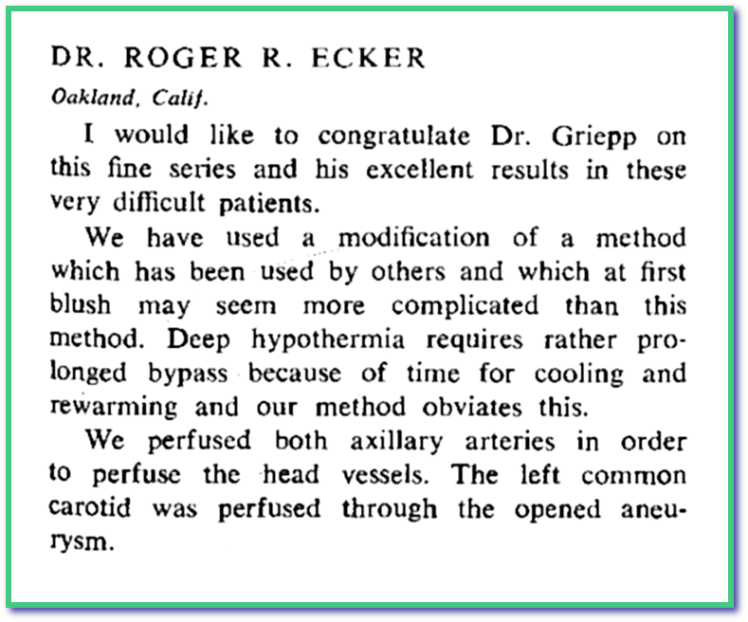 DR. ROGER R. ECKER
Oakland, Calif.
I would like to congratulate Dr. Griepp on
this fine series and his excellent results in these
very difficult patients.
We have used a modification of a method
which has been used by others and which at first
blush may seem more complicated than this
method. Deep hypothermia requires rather pro-
longed bypass because of time for cooling and
rewarming and our method obviates this.
We perfused both axillary arteries in order
to perfuse the head vessels. The left common
carotid was perfused through the opened aneu-
rysm.